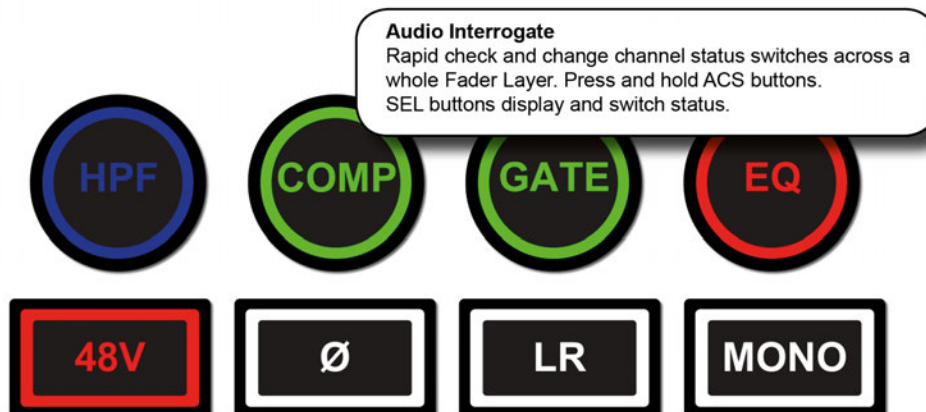 Audio Interrogate
Rapid check and change channel status switches across a
whole Fader Layer. Press and hold ACS buttons.
SEL buttons display and switch status.
HPF COMP GATE EQ
48V Ø LR MONO